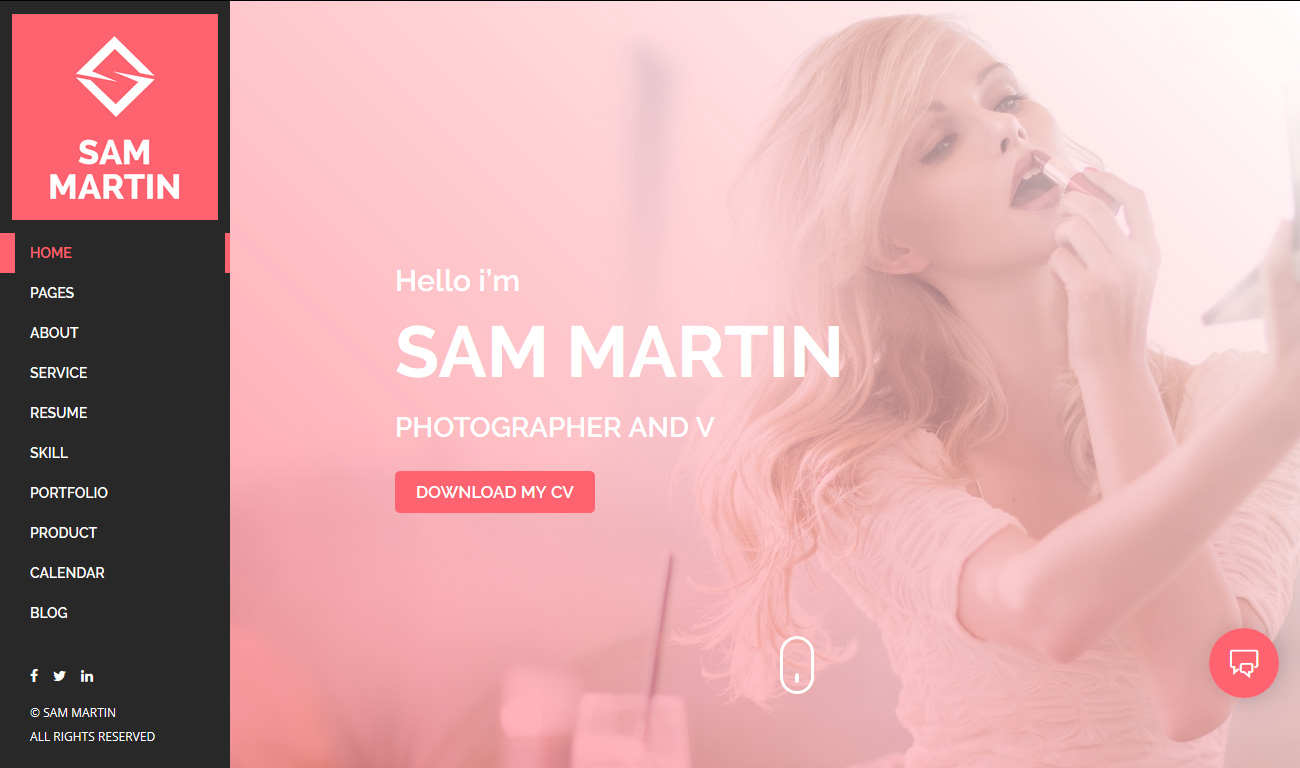 SAM
MARTIN
HOME
PAGES
ABOUT
SERVICE
RESUME
SKILL
PORTFOLIO
PRODUCT
CALENDAR
BLOG
© SAM MARTIN
ALL RIGHTS RESERVED
Hello i'm
SAM MARTIN
PHOTOGRAPHER AND V
DOWNLOAD MY CV